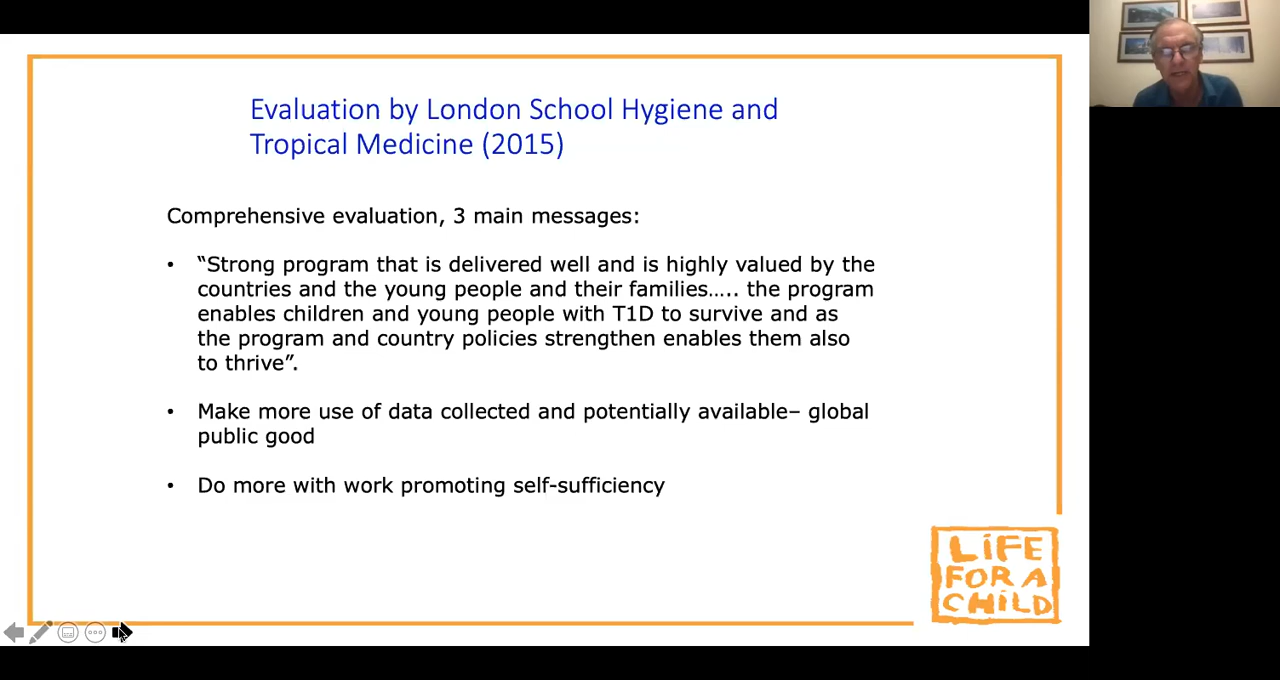 Evaluation by London School Hygiene and
Tropical Medicine (2015)
Comprehensive evaluation, 3 main messages:
• “Strong program that is delivered well and is highly valued by the
countries and the young people and their families….. the program
enables children and young people with T1D to survive and as
the program and country policies strengthen enables them also
to thrive”.
• Make more use of data collected and potentially available– global
public good
• Do more with work promoting self-sufficiency
LiFE
FOR A
CHiLD